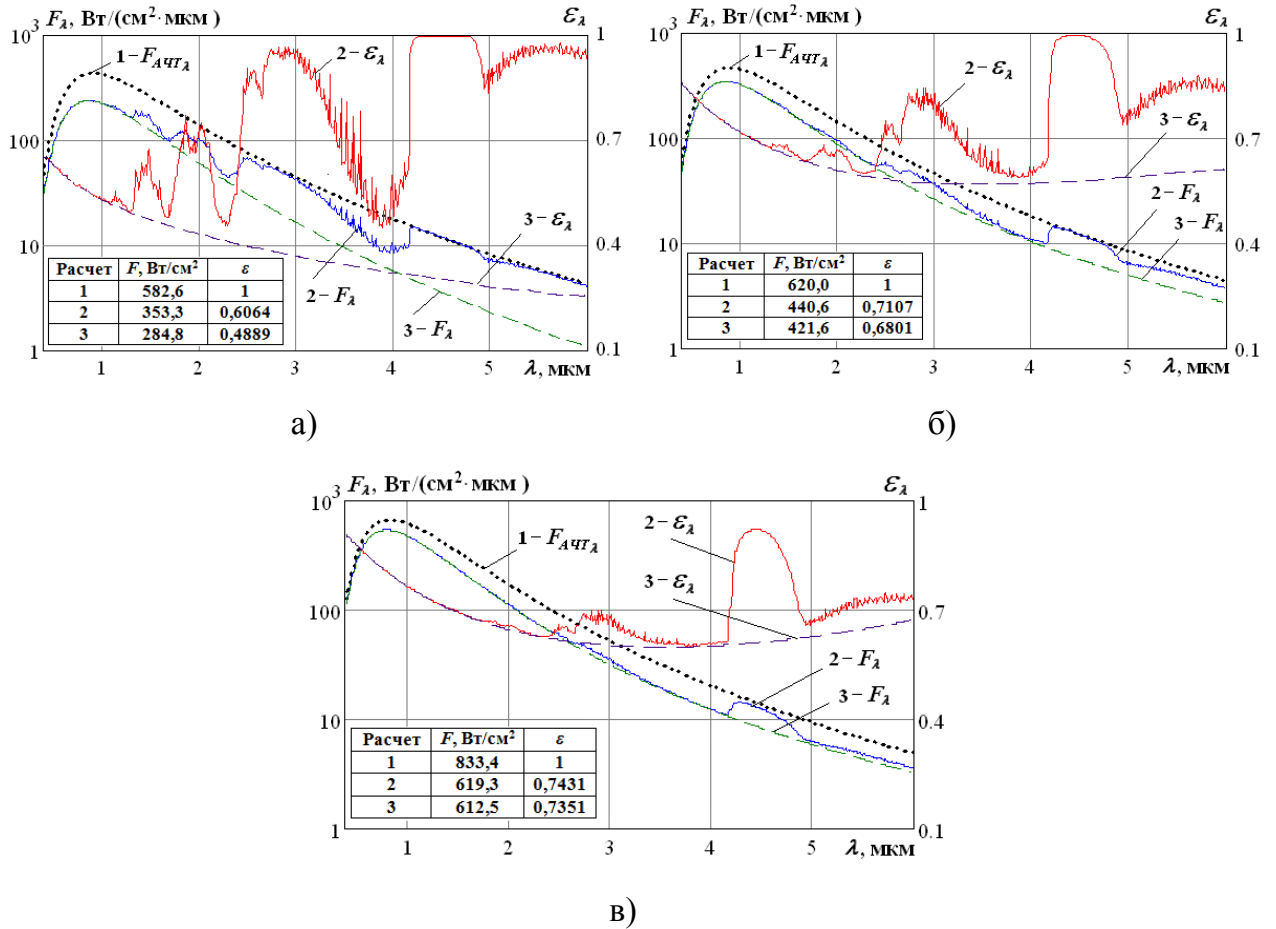 F_λ, Вт/(см²·мкм)
ε_λ
10³
100
10
1
1
0.7
0.4
0.1
1 – F_АЧТλ
2 – ε_λ
3 – ε_λ
2 – F_λ
3 – F_λ
Расчет F, Вт/см² ε
1 582,6 1
2 353,3 0,6064
3 284,8 0,4889
1 2 3 4 5 λ, мкм
а)
F_λ, Вт/(см²·мкм)
ε_λ
10³
100
10
1
1
0.7
0.4
0.1
1 – F_АЧТλ
2 – ε_λ
3 – ε_λ
2 – F_λ
3 – F_λ
Расчет F, Вт/см² ε
1 620,0 1
2 440,6 0,7107
3 421,6 0,6801
1 2 3 4 5 λ, мкм
б)
F_λ, Вт/(см²·мкм)
ε_λ
10³
100
10
1
1
0.7
0.4
0.1
1 – F_АЧТλ
2 – ε_λ
3 – ε_λ
2 – F_λ
3 – F_λ
Расчет F, Вт/см² ε
1 833,4 1
2 619,3 0,7431
3 612,5 0,7351
1 2 3 4 5 λ, мкм
в)